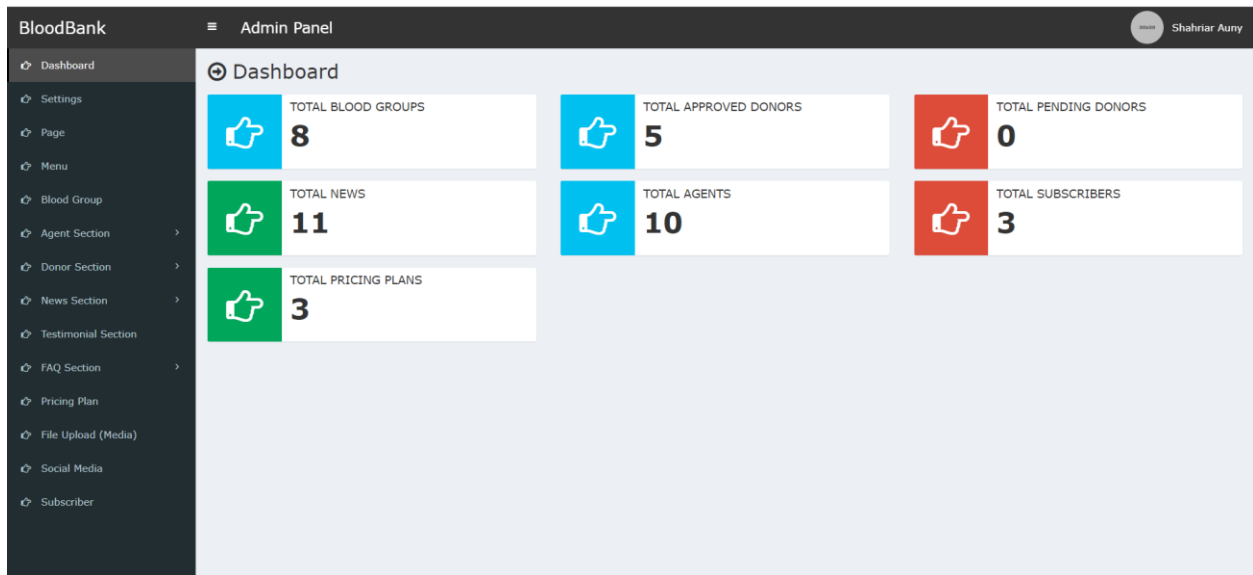 BloodBank
Admin Panel
Shahriar Auny
Dashboard
Settings
Page
Menu
Blood Group
Agent Section
Donor Section
News Section
Testimonial Section
FAQ Section
Pricing Plan
File Upload (Media)
Social Media
Subscriber
Dashboard
TOTAL BLOOD GROUPS
8
TOTAL APPROVED DONORS
5
TOTAL PENDING DONORS
0
TOTAL NEWS
11
TOTAL AGENTS
10
TOTAL SUBSCRIBERS
3
TOTAL PRICING PLANS
3